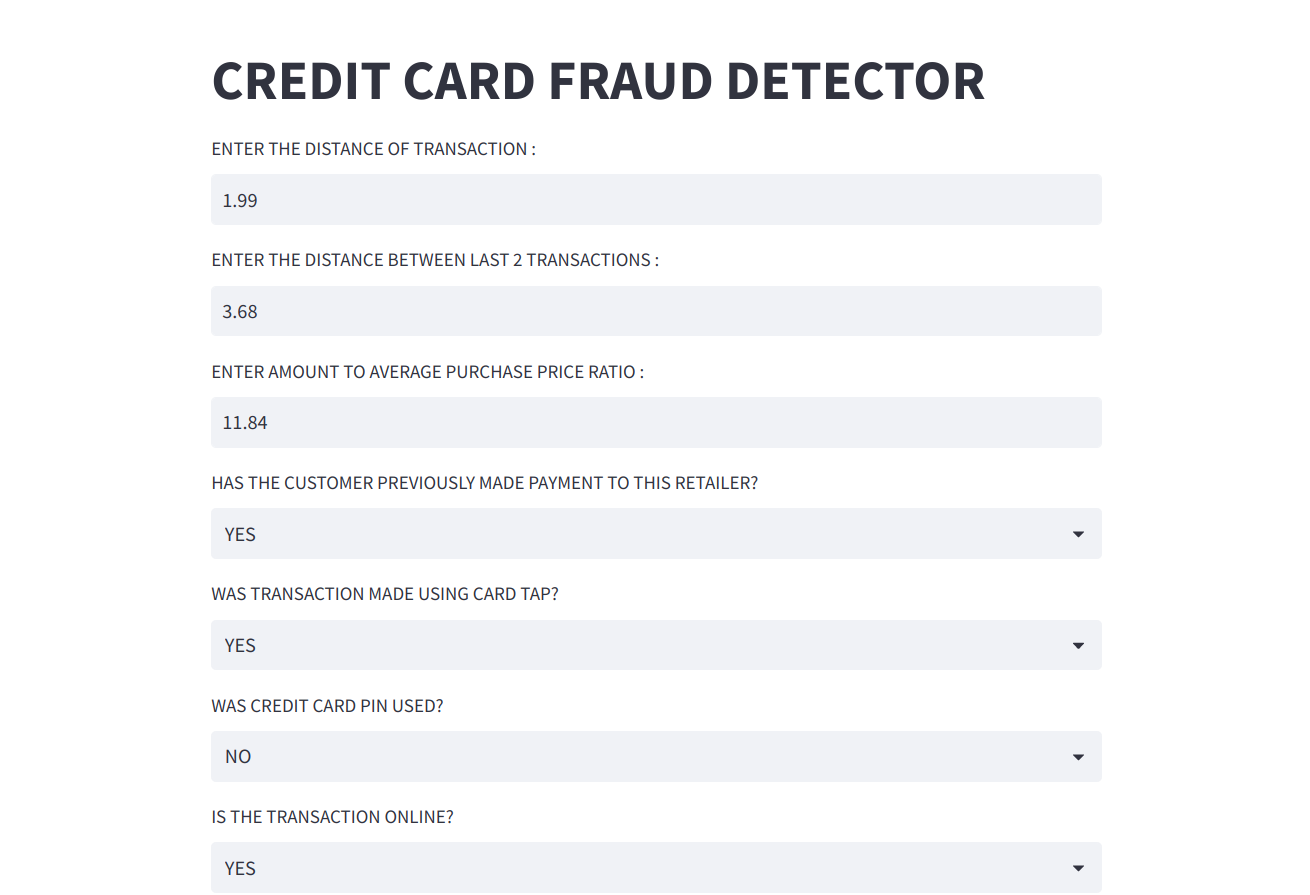 CREDIT CARD FRAUD DETECTOR
ENTER THE DISTANCE OF TRANSACTION :
1.99
ENTER THE DISTANCE BETWEEN LAST 2 TRANSACTIONS :
3.68
ENTER AMOUNT TO AVERAGE PURCHASE PRICE RATIO :
11.84
HAS THE CUSTOMER PREVIOUSLY MADE PAYMENT TO THIS RETAILER?
YES
WAS TRANSACTION MADE USING CARD TAP?
YES
WAS CREDIT CARD PIN USED?
NO
IS THE TRANSACTION ONLINE?
YES